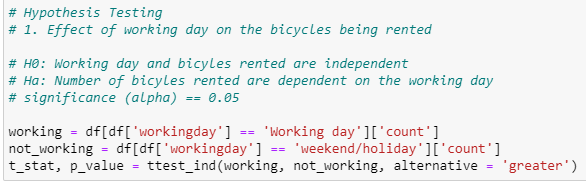 # Hypothesis Testing
# 1. Effect of working day on the bicycles being rented
# H0: Working day and bicyles rented are independent
# Ha: Number of bicyles rented are dependent on the working day
# significance (alpha) == 0.05
working = df[df['workingday'] == 'Working day']['count']
not_working = df[df['workingday'] == 'weekend/holiday']['count']
t_stat, p_value = ttest_ind(working, not_working, alternative = 'greater')